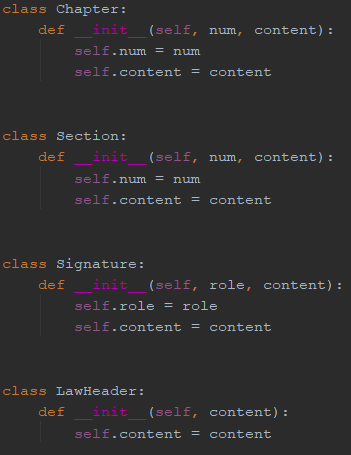 class Chapter:
    def __init__(self, num, content):
        self.num = num
        self.content = content
class Section:
    def __init__(self, num, content):
        self.num = num
        self.content = content
class Signature:
    def __init__(self, role, content):
        self.role = role
        self.content = content
class LawHeader:
    def __init__(self, content):
        self.content = content